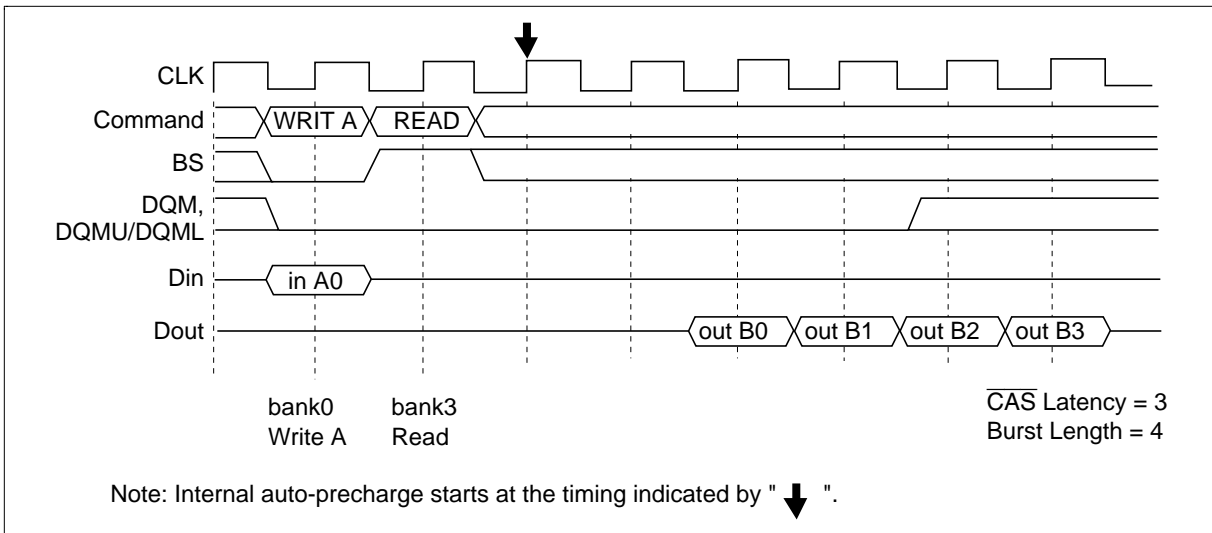 CLK
Command WRIT A READ
BS
DQM,
DQMU/DQML
Din in A0
Dout out B0 out B1 out B2 out B3
bank0 bank3 CAS Latency = 3
Write A Read Burst Length = 4
Note: Internal auto-precharge starts at the timing indicated by " ".